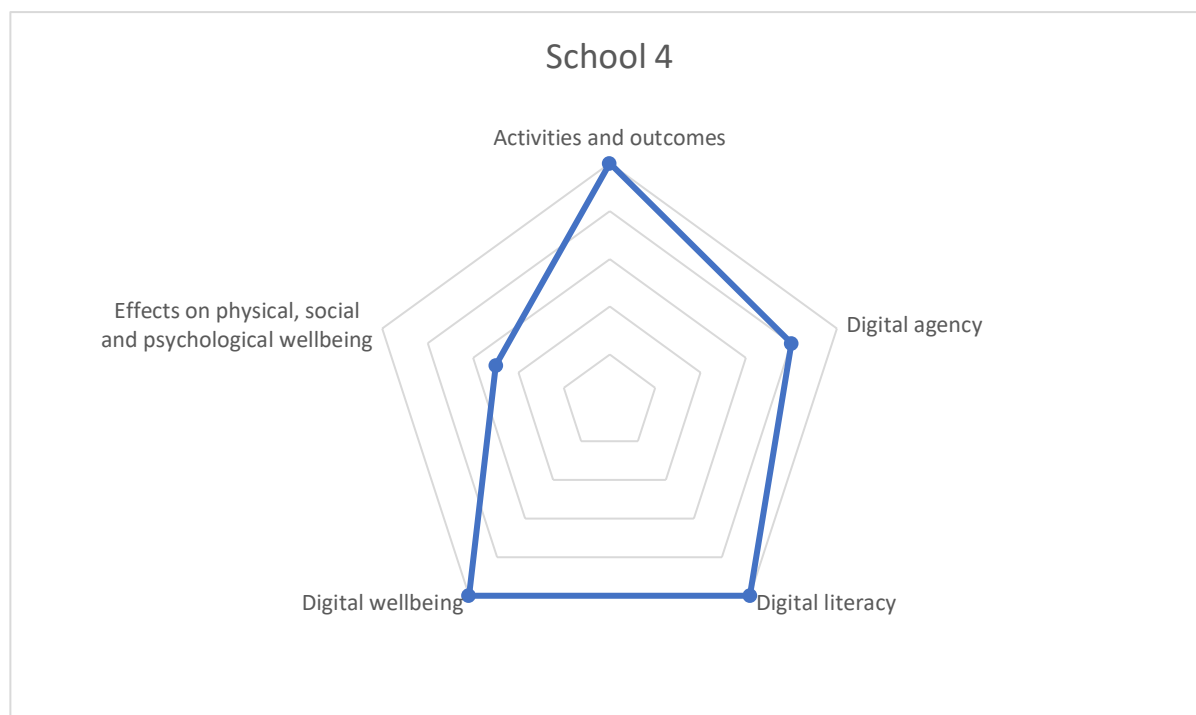 School 4
Activities and outcomes
Effects on physical, social
and psychological wellbeing
Digital agency
Digital wellbeing
Digital literacy